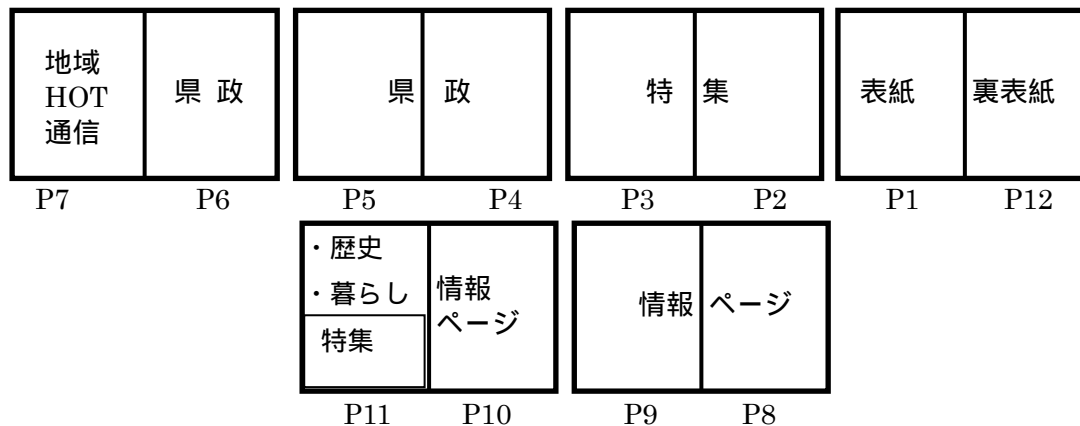 地域
HOT
通信
県 政
県 政
特 集
表紙
裏表紙
P7
P6
P5
P4
P3
P2
P1
P12
・歴史
・暮らし
特集
情報
ページ
情報 ページ
P11
P10
P9
P8